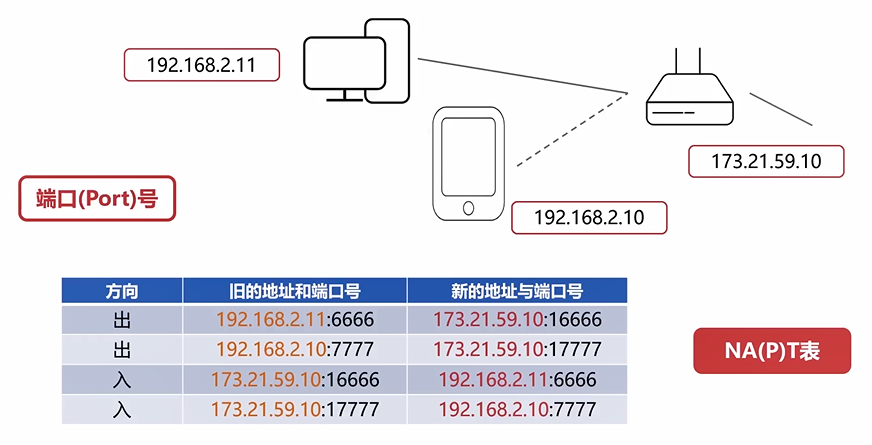 192.168.2.11
173.21.59.10
端口(Port)号
192.168.2.10
方向 旧的地址和端口号 新的地址与端口号
出 192.168.2.11:6666 173.21.59.10:16666
出 192.168.2.10:7777 173.21.59.10:17777
入 173.21.59.10:16666 192.168.2.11:6666
入 173.21.59.10:17777 192.168.2.10:7777
NA(P)T表